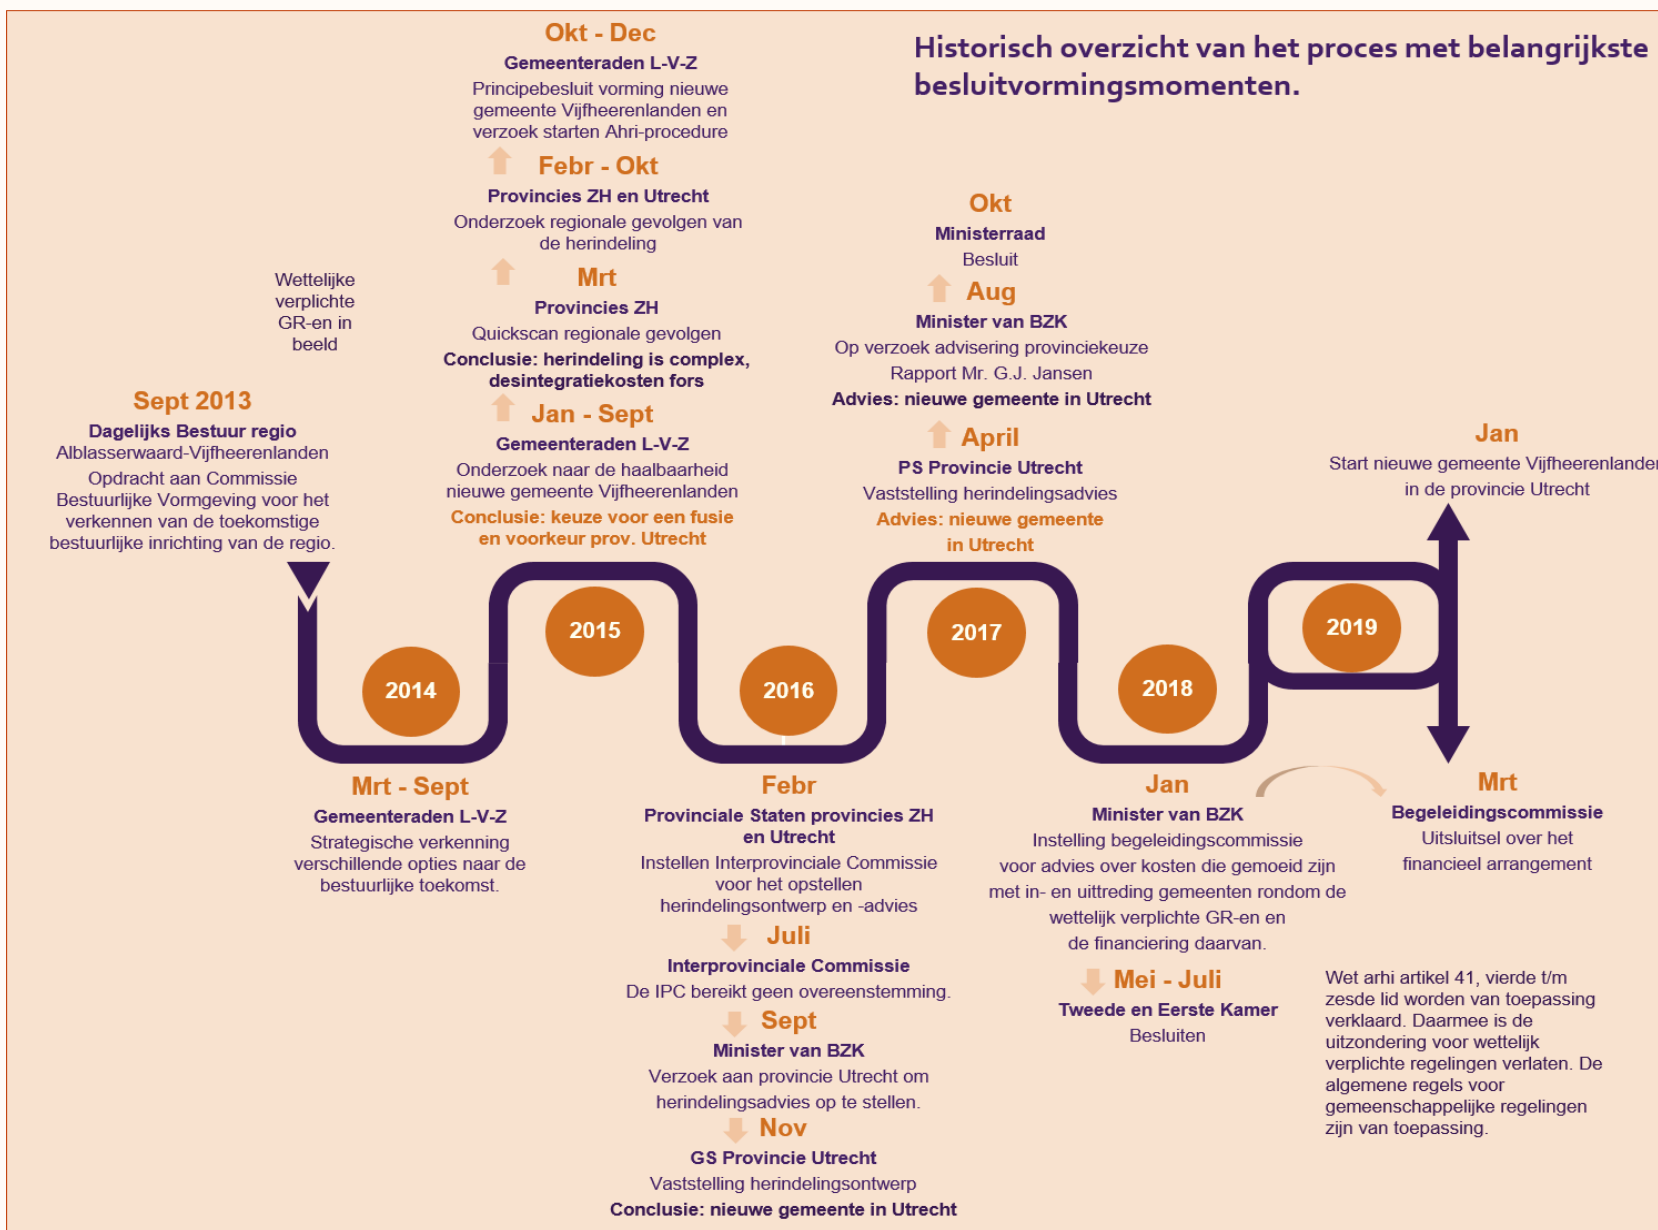 Historisch overzicht van het proces met belangrijkste
besluitvormingsmomenten.
Wettelijke
verplichte
GR-en in
beeld
Sept 2013
Dagelijks Bestuur regio
Alblasserwaard-Vijfheerenlanden
Opdracht aan Commissie
Bestuurlijke Vormgeving voor het
verkennen van de toekomstige
bestuurlijke inrichting van de regio.
2014
Mrt - Sept
Gemeenteraden L-V-Z
Strategische verkenning
verschillende opties naar de
bestuurlijke toekomst.
Okt - Dec
Gemeenteraden L-V-Z
Principebesluit vorming nieuwe
gemeente Vijfheerenlanden en
verzoek starten Ahri-procedure
Febr - Okt
Provincies ZH en Utrecht
Onderzoek regionale gevolgen van
de herindeling
Mrt
Provincies ZH
Quickscan regionale gevolgen
Conclusie: herindeling is complex,
desintegratiekosten fors
Jan - Sept
Gemeenteraden L-V-Z
Onderzoek naar de haalbaarheid
nieuwe gemeente Vijfheerenlanden
Conclusie: keuze voor een fusie
en voorkeur prov. Utrecht
2015
2016
Febr
Provinciale Staten provincies ZH
en Utrecht
Instellen Interprovinciale Commissie
voor het opstellen
herindelingsontwerp en -advies
Juli
Interprovinciale Commissie
De IPC bereikt geen overeenstemming.
Sept
Minister van BZK
Verzoek aan provincie Utrecht om
herindelingsadvies op te stellen.
Nov
GS Provincie Utrecht
Vaststelling herindelingsontwerp
Conclusie: nieuwe gemeente in Utrecht
Okt
Ministerraad
Besluit
Aug
Minister van BZK
Op verzoek advisering provinciekeuze
Rapport Mr. G.J. Jansen
Advies: nieuwe gemeente in Utrecht
April
PS Provincie Utrecht
Vaststelling herindelingsadvies
Advies: nieuwe gemeente
in Utrecht
2017
2018
Jan
Minister van BZK
Instelling begeleidingscommissie
voor advies over kosten die gemoeid zijn
met in- en uittreding gemeenten rondom de
wettelijk verplichte GR-en en
de financiering daarvan.
Mei - Juli
Tweede en Eerste Kamer
Besluiten
Jan
Start nieuwe gemeente Vijfheerenlanden
in de provincie Utrecht
2019
Mrt
Begeleidingscommissie
Uitsluitsel over het
financieel arrangement
Wet arhi artikel 41, vierde t/m
zesde lid worden van toepassing
verklaard. Daarmee is de
uitzondering voor wettelijk
verplichte regelingen verlaten. De
algemene regels voor
gemeenschappelijke regelingen
zijn van toepassing.